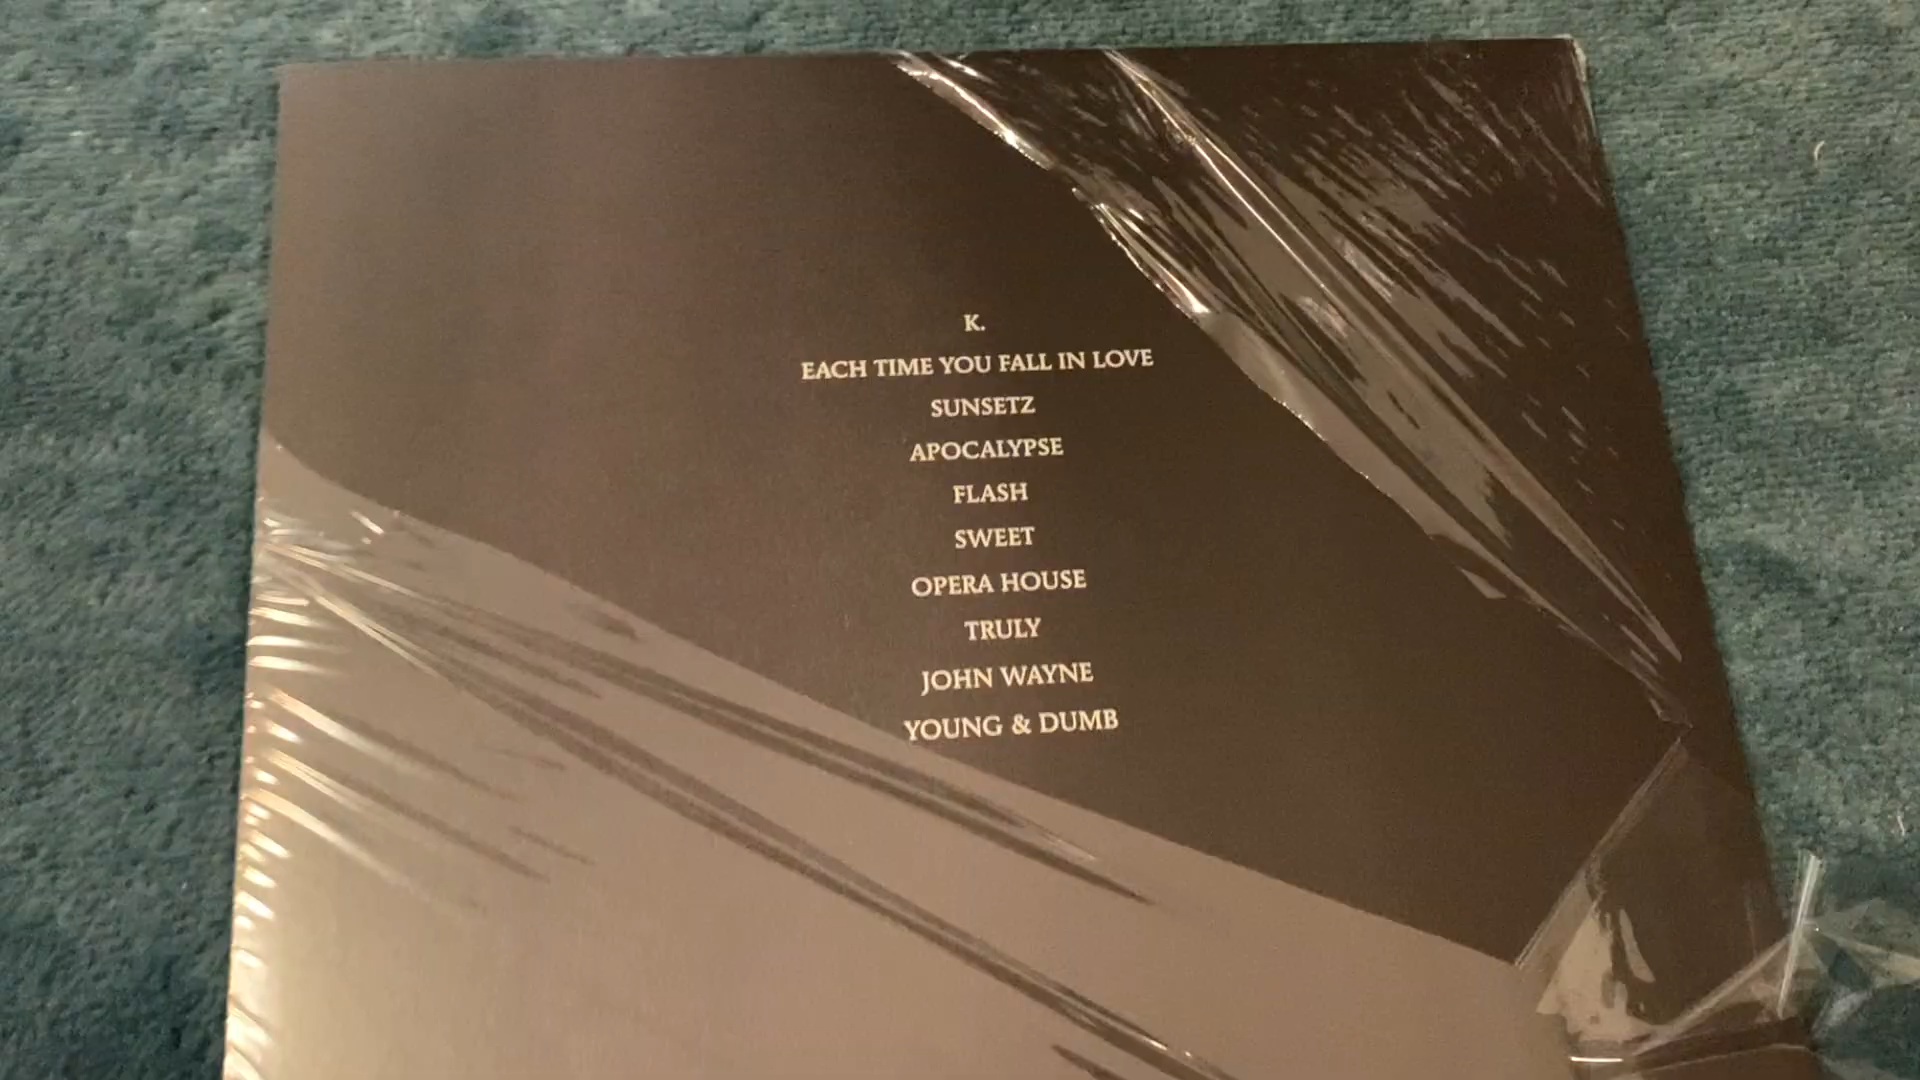 K.
EACH TIME YOU FALL IN LOVE
SUNSETZ
APOCALYPSE
FLASH
SWEET
OPERA HOUSE
TRULY
JOHN WAYNE
YOUNG & DUMB